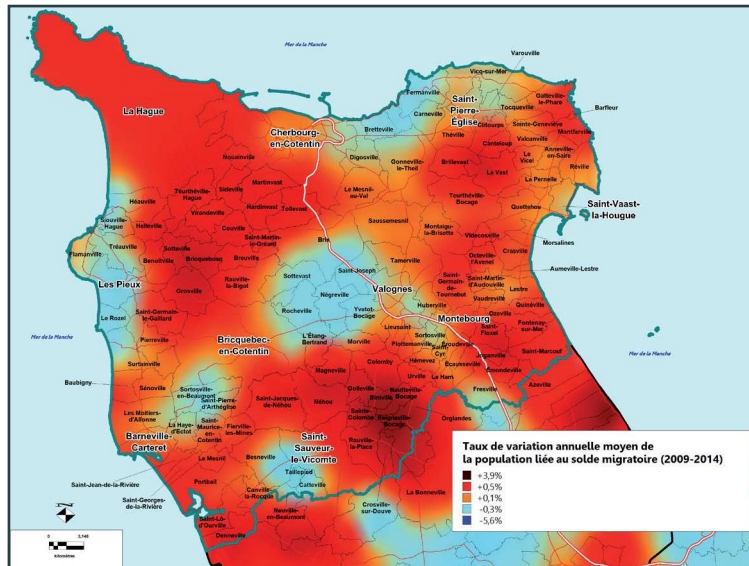 Mer de la Manche
Varouville
Vicq-sur-Mer
Fermanville
Gatteville-
le-Phare
Saint-
Pierre-
Église
Tocqueville
Carneville
Barfleur
La Hague
Clitourps
Sainte-Geneviève
Montfarville
Cherbourg-
en-Cotentin
Bretteville
Théville
Canteloup
Valcanville
Anneville-
en-Saire
Digosville
Gonneville-
le-Theil
Brillevast
Le
Vicel
Réville
Nouainville
La Vast
La Pernelle
Martinvast
Teurthéville-
Hague
Sideville
Le Mesnil-
au-Val
Teurthéville-
Bocage
Héauville
Hardinvast
Tollevast
Quettehou
Saint-Vaast-
la-Hougue
Virandeville
Siouville-
Hague
Helleville
Couville
Saussemesnil
Montaigu-
la-Brisette
Videcosville
Saint-Martin-
le-Gréard
Brix
Morsalines
Tréauville
Sotteville
Octeville-
l'Avenel
Crasville
Flamanville
Benoîtville
Bricquebosq
Breuville
Tamerville
Aumeville-Lestre
Saint-Joseph
Sottevast
Saint-
Germain-
de-
Tournebut
Saint-Martin-
d'Audouville
Les Pieux
Rauville-
la-Bigot
Lestre
Grosville
Négreville
Valognes
Vaudreville
Huberville
Quinéville
Rocheville
Yvetot-
Bocage
Montebourg
Ozeville
Le Rozel
Saint-Germain-
le-Gaillard
Fontenay-
sur-Mer
Lieusaint
Sortosville
Saint-
Floxel
Mer de la Manche
Pierreville
Bricquebec-
en-Cotentin
L'Étang-
Bertrand
Morville
Flottemanville
Saint-
Cyr
Éroudeville
Joganville
Saint-Marcouf
Surtainville
Colomby
Hémevez
Écausseville
Émondeville
Magneville
Urville
Le Ham
Baubigny
Sénoville
Sortosville-
en-Beaumont
Golleville
Hautteville-
Bocage
Fresville
Azeville
Saint-Pierre-
d'Arthéglise
Saint-Jacques-
de-Néhou
Néhou
Biniville
Les Moitiers-
d'Allonne
Sainte-
Colombe
Reigneville-
Bocage
Orglandes
La Haye-
d'Ectot
Saint-
Maurice-
en-
Cotentin
Fierville-
les-Mines
Barneville-
Carteret
Saint-
Sauveur-
le-Vicomte
Rauville-
la-Place
Le Mesnil
Besneville
Taillepied
Saint-Jean-de-la-Rivière
Portbail
Canville-
la-Rocque
Catteville
La Bonneville
Saint-Georges-
de-la-Rivière
Crosville-
sur-Douve
Saint-Lô-
d'Ourville
Neuville-
en-Beaumont
Denneville
Taux de variation annuelle moyen de
la population liée au solde migratoire (2009-2014)
+3,9%
+0,5%
+0,1%
-0,3%
-5,6%
Kilomètres